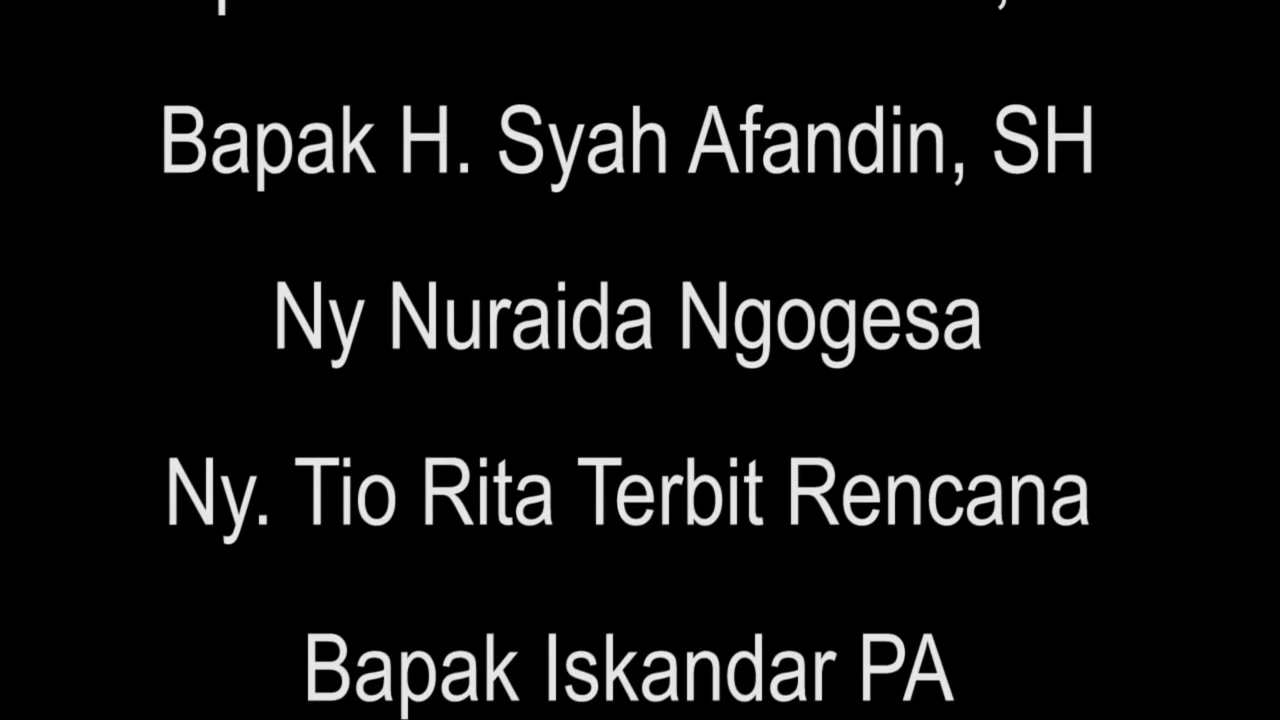 Bapak H. Syah Afandin, SH
Ny Nuraida Ngogesa
Ny. Tio Rita Terbit Rencana
Bapak Iskandar PA